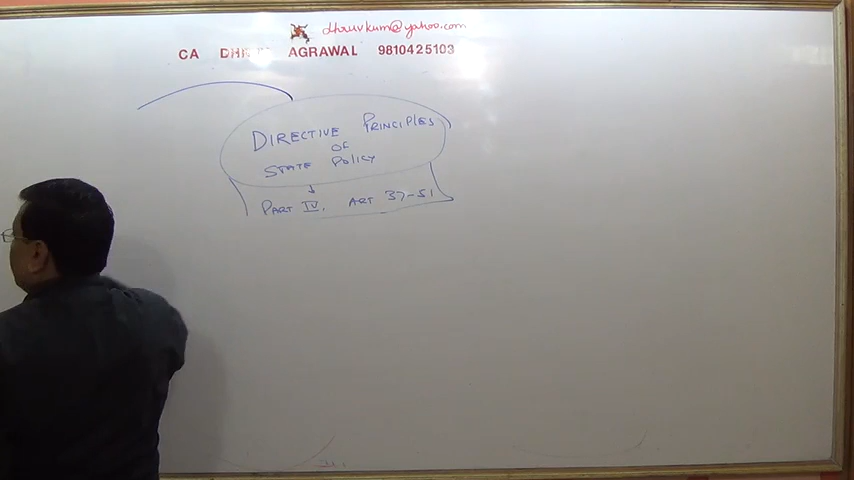 dhruvkum@yahoo.com
CA AGRAWAL 9810425103
DIRECTIVE PRINCIPLES
OF
STATE POLICY
PART IV, ART 37-51